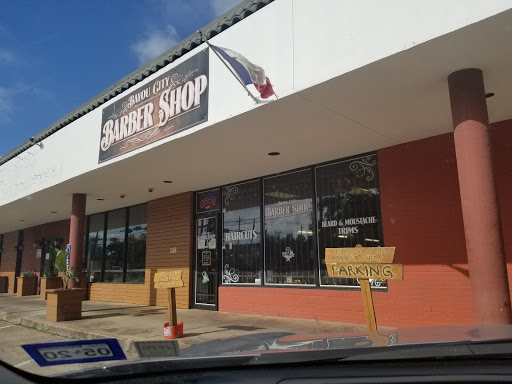 BAYOU CITY
BARBER SHOP
OPEN
HAIRCUTS
BARBER SHOP
BEARD & MOUSTACHE
TRIMS
PARKING
05 20